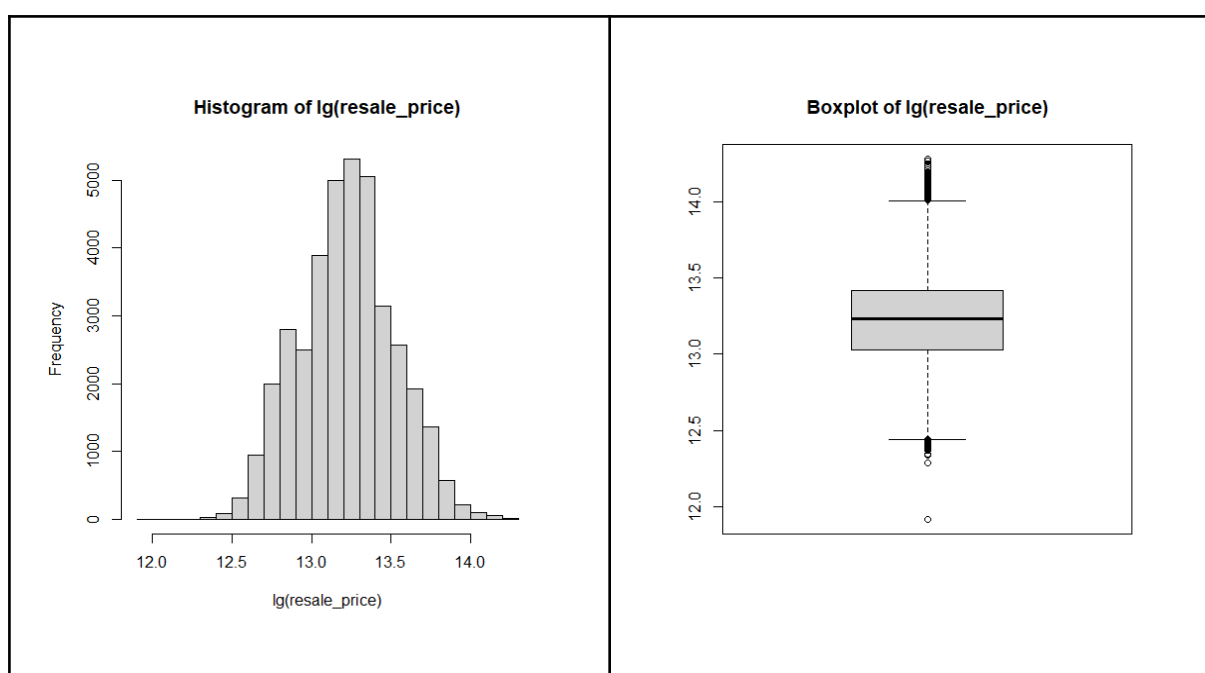 Histogram of lg(resale_price)
5000
4000
3000
2000
1000
0
Frequency
12.0 12.5 13.0 13.5 14.0
lg(resale_price)
Boxplot of lg(resale_price)
14.0
13.5
13.0
12.5
12.0